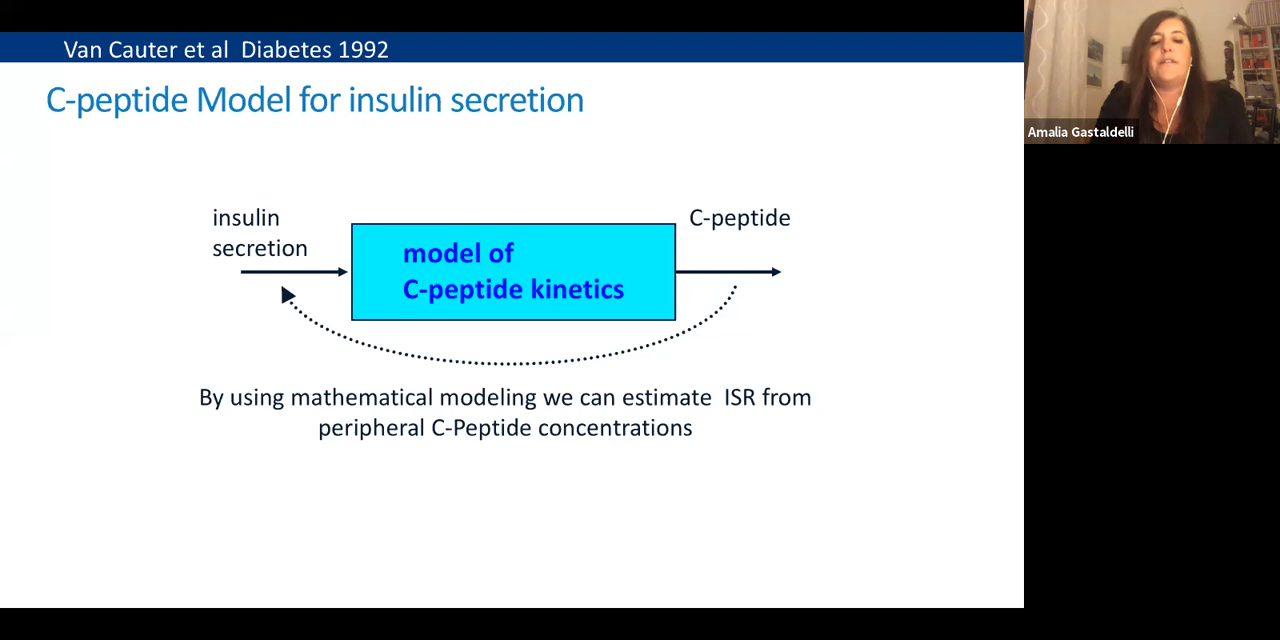 Van Cauter et al  Diabetes 1992
C-peptide Model for insulin secretion
insulin
secretion
model of
C-peptide kinetics
C-peptide
By using mathematical modeling we can estimate  ISR from
peripheral C-Peptide concentrations
Amalia Gastaldelli